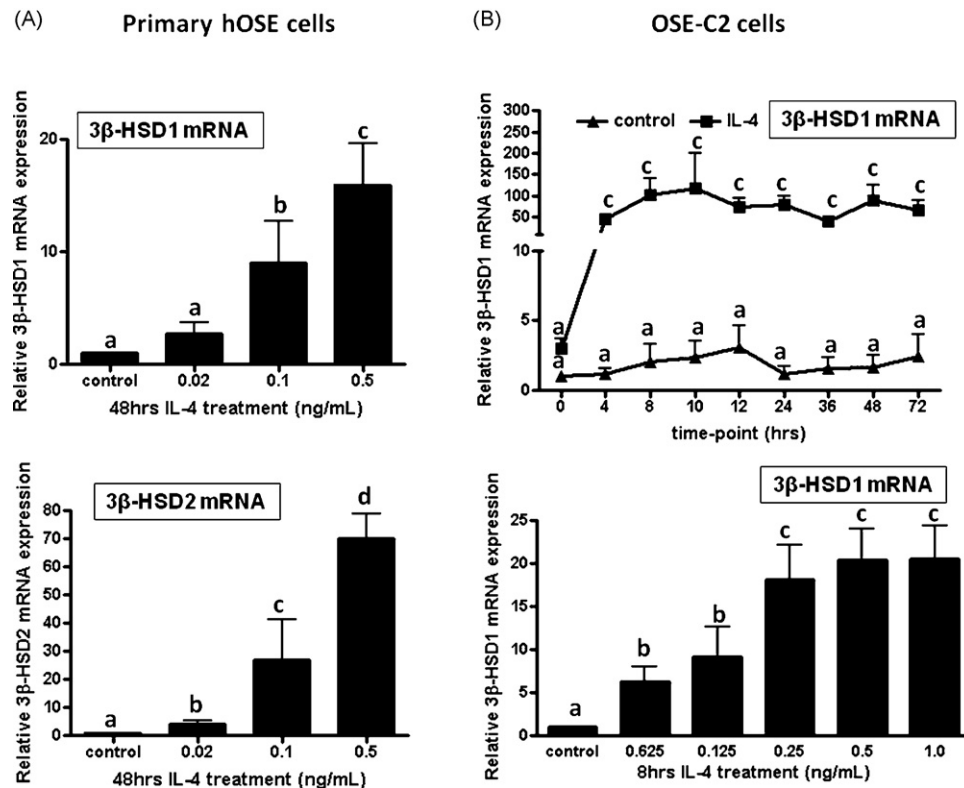 (A) Primary hOSE cells
3β-HSD1 mRNA
Relative 3β-HSD1 mRNA expression
20
10
0
a
a
b
c
control 0.02 0.1 0.5
48hrs IL-4 treatment (ng/mL)
3β-HSD2 mRNA
Relative 3β-HSD2 mRNA expression
80
70
60
50
40
30
20
10
0
a
b
c
d
control 0.02 0.1 0.5
48hrs IL-4 treatment (ng/mL)
(B) OSE-C2 cells
control IL-4
3β-HSD1 mRNA
Relative 3β-HSD1 mRNA expression
300
250
200
150
100
50
10
5
0
c c c c c c c c
a
a a a a a a a a a
0 4 8 10 12 24 36 48 72
time-point (hrs)
3β-HSD1 mRNA
Relative 3β-HSD1 mRNA expression
25
20
15
10
5
0
a
b
b
c
c
c
control 0.625 0.125 0.25 0.5 1.0
8hrs IL-4 treatment (ng/mL)